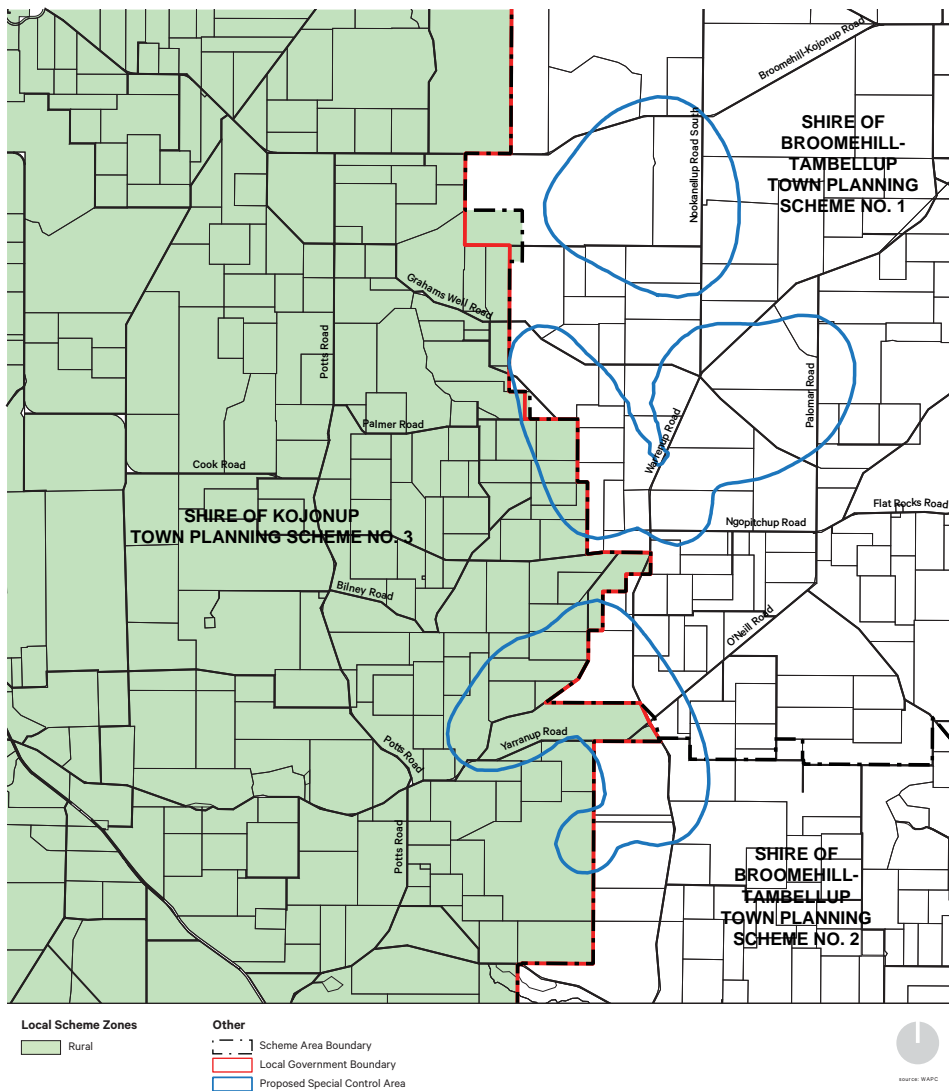 Broomehill-Kojonup Road
SHIRE OF
BROOMEHILL-
TAMBELLUP
TOWN PLANNING
SCHEME NO. 1
Nookanellup Road South
Grahams Well Road
Potts Road
Palomar Road
Palmer Road
Warrenup Road
Cook Road
Flat Rocks Road
SHIRE OF KOJONUP
TOWN PLANNING SCHEME NO. 3
Ngopitchup Road
Bilney Road
O'Neill Road
Yarranup Road
Potts Road
Potts Road
SHIRE OF
BROOMEHILL-
TAMBELLUP
TOWN PLANNING
SCHEME NO. 2
Local Scheme Zones
Rural
Other
Scheme Area Boundary
Local Government Boundary
Proposed Special Control Area
source: WAPC